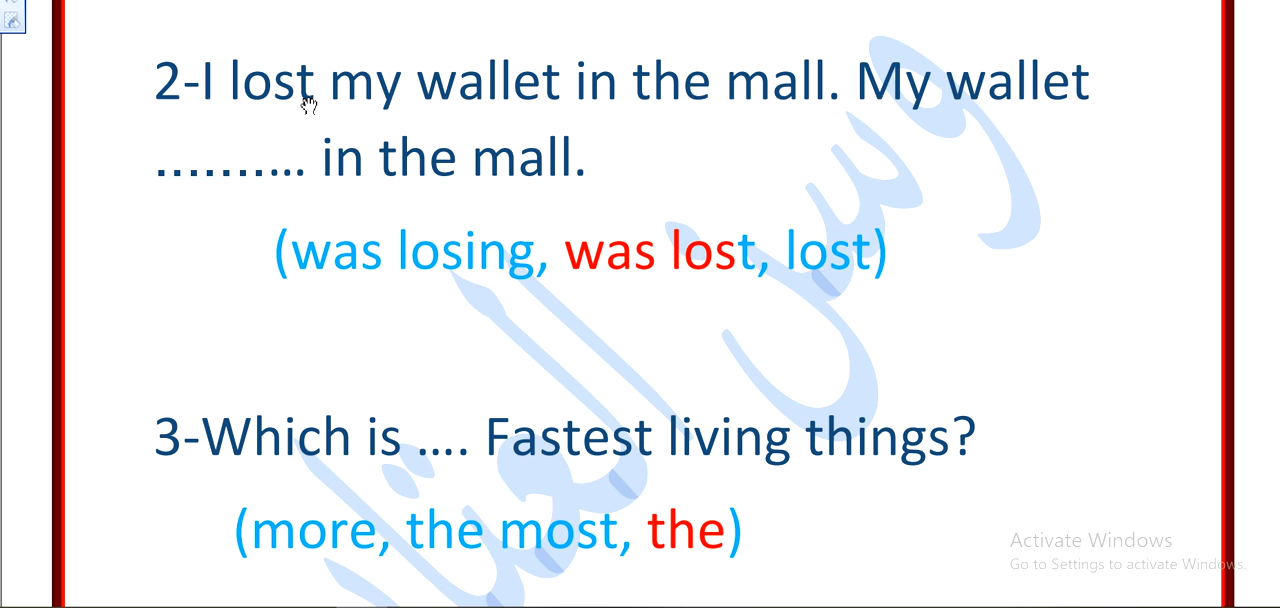 2-I lost my wallet in the mall. My wallet
.......... in the mall.
(was losing, was lost, lost)
3-Which is .... Fastest living things?
(more, the most, the)
Activate Windows
Go to Settings to activate Windows.